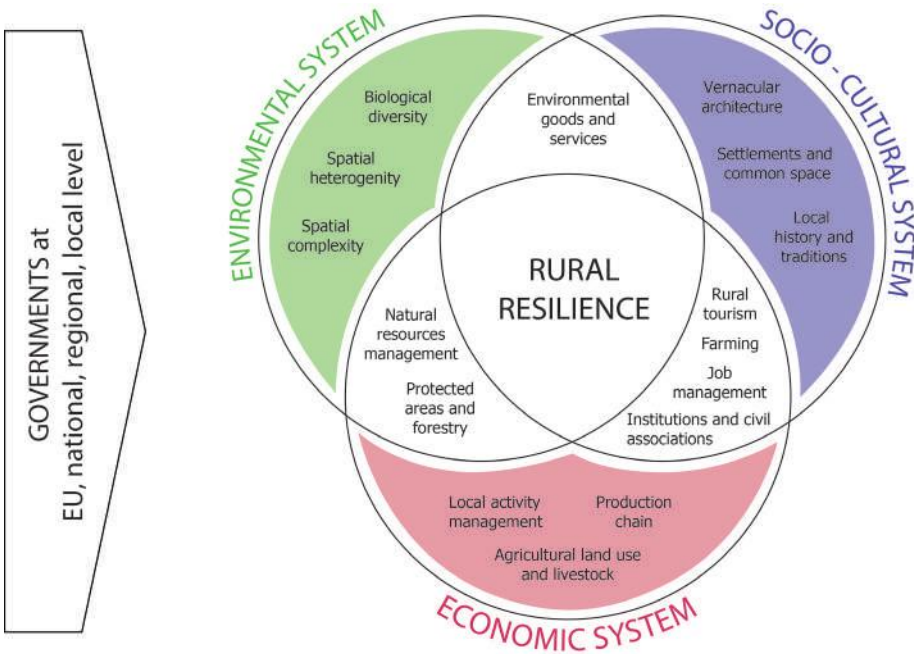 GOVERNMENTS at
EU, national, regional, local level
ENVIRONMENTAL SYSTEM
SOCIO - CULTURAL SYSTEM
Biological
diversity
Spatial
heterogenity
Spatial
complexity
Environmental
goods and
services
Vernacular
architecture
Settlements and
common space
Local
history and
traditions
RURAL
RESILIENCE
Natural
resources
management
Protected
areas and
forestry
Rural
tourism
Farming
Job
management
Institutions and civil
associations
Local activity
management
Production
chain
Agricultural land use
and livestock
ECONOMIC SYSTEM